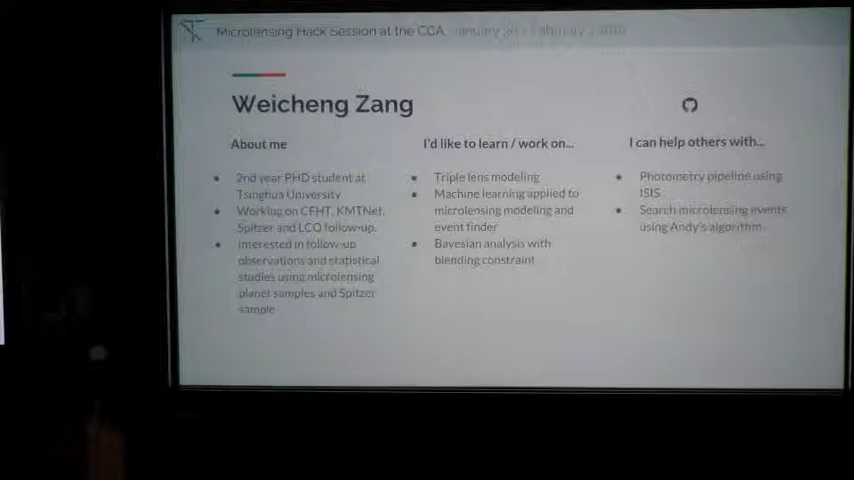 Microlensing Hack Session at the CCA
Weicheng Zang
About me
2nd year PHD student at
Tsinghua University
Working on CFHT, KMTNet,
Spitzer and LCO follow-up.
Interested in follow-up
observations and statistical
studies using microlensing
planet samples and Spitzer
sample
I'd like to learn / work on...
Triple lens modeling
Machine learning applied to
microlensing modeling and
event finder
Bayesian analysis with
blending constraint
I can help others with...
Photometry pipeline using
ISIS
Search microlensing events
using Andy's algorithm